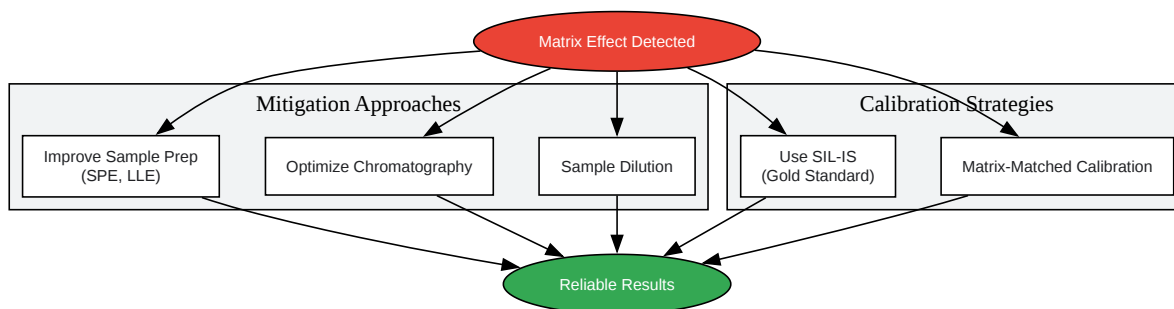 Matrix Effect Detected
Mitigation Approaches
Calibration Strategies
Improve Sample Prep
(SPE, LLE)
Optimize Chromatography
Sample Dilution
Use SIL-IS
(Gold Standard)
Matrix-Matched Calibration
Reliable Results